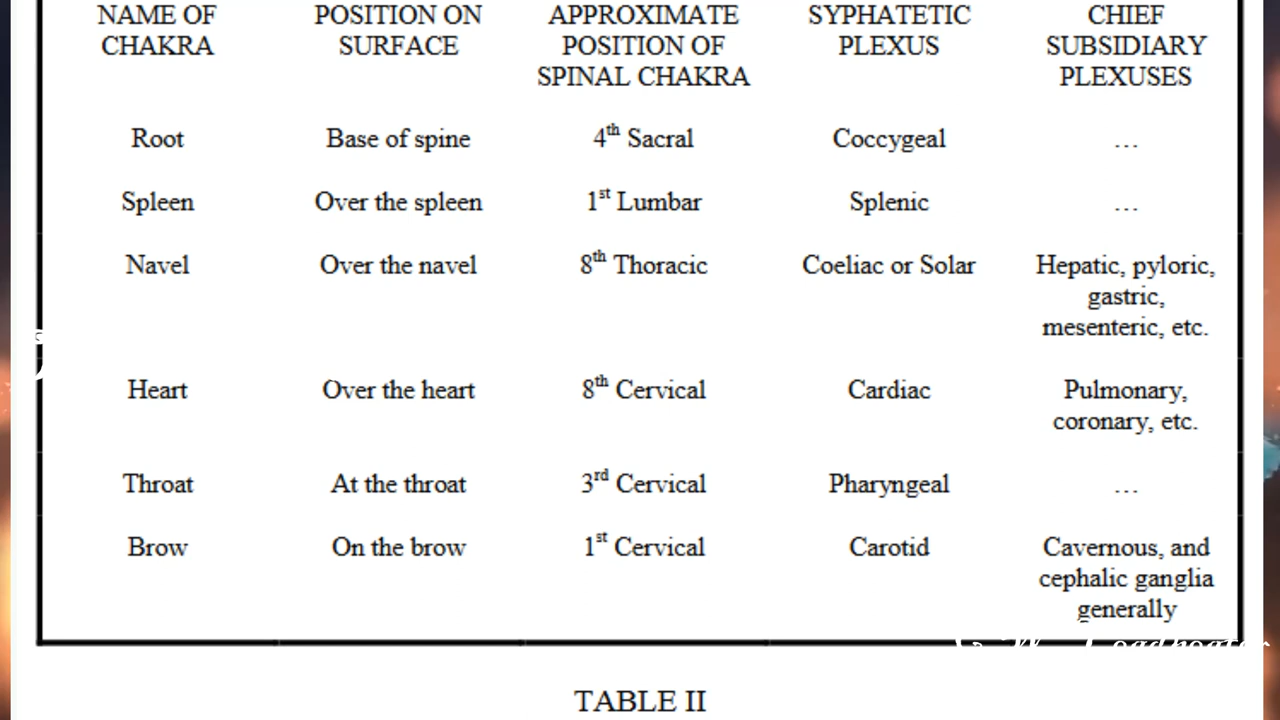 NAME OF CHAKRA POSITION ON SURFACE APPROXIMATE POSITION OF SPINAL CHAKRA SYPHATETIC PLEXUS CHIEF SUBSIDIARY PLEXUSES
Root Base of spine 4th Sacral Coccygeal ...
Spleen Over the spleen 1st Lumbar Splenic ...
Navel Over the navel 8th Thoracic Coeliac or Solar Hepatic, pyloric,
gastric,
mesenteric, etc.
Heart Over the heart 8th Cervical Cardiac Pulmonary,
coronary, etc.
Throat At the throat 3rd Cervical Pharyngeal ...
Brow On the brow 1st Cervical Carotid Cavernous, and
cephalic ganglia
generally
TABLE II